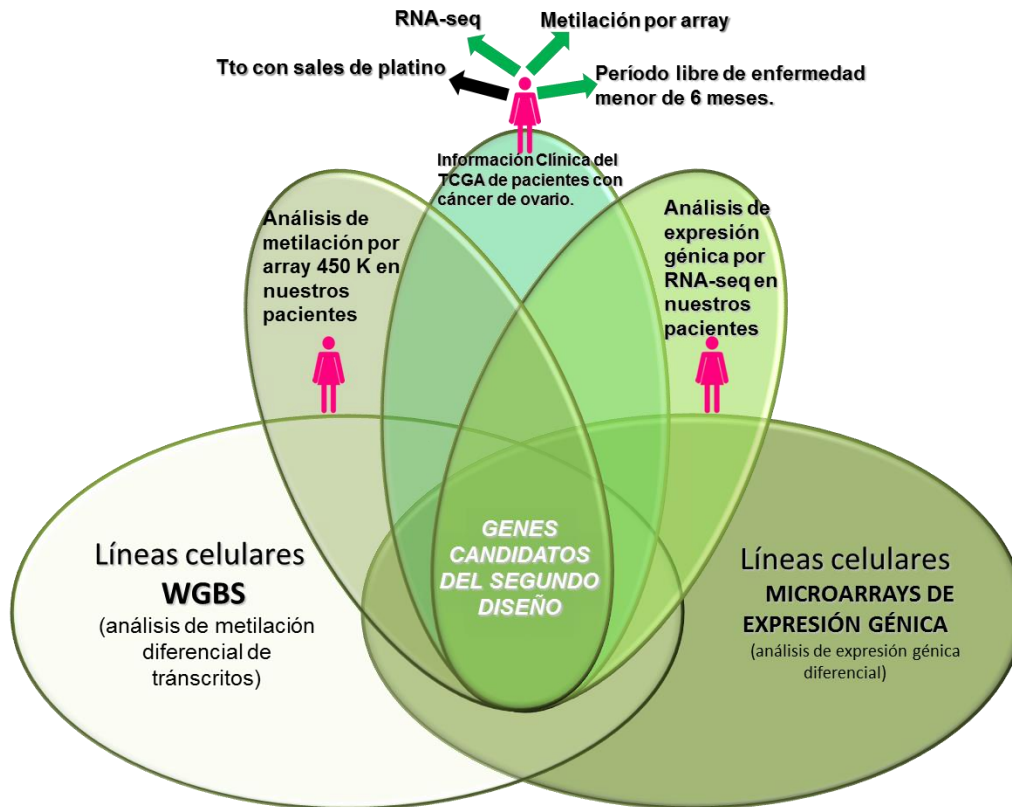 RNA-seq
Metilación por array
Tto con sales de platino
Período libre de enfermedad
menor de 6 meses.
Información Clínica del
TCGA de pacientes con
cáncer de ovario.
Análisis de
metilación por
array 450 K en
nuestros
pacientes
Análisis de
expresión
génica por
RNA-seq en
nuestros
pacientes
GENES
CANDIDATOS
DEL SEGUNDO
DISEÑO
Líneas celulares
WGBS
(análisis de metilación
diferencial de
tránscritos)
Líneas celulares
MICROARRAYS DE
EXPRESIÓN GÉNICA
(análisis de expresión génica
diferencial)